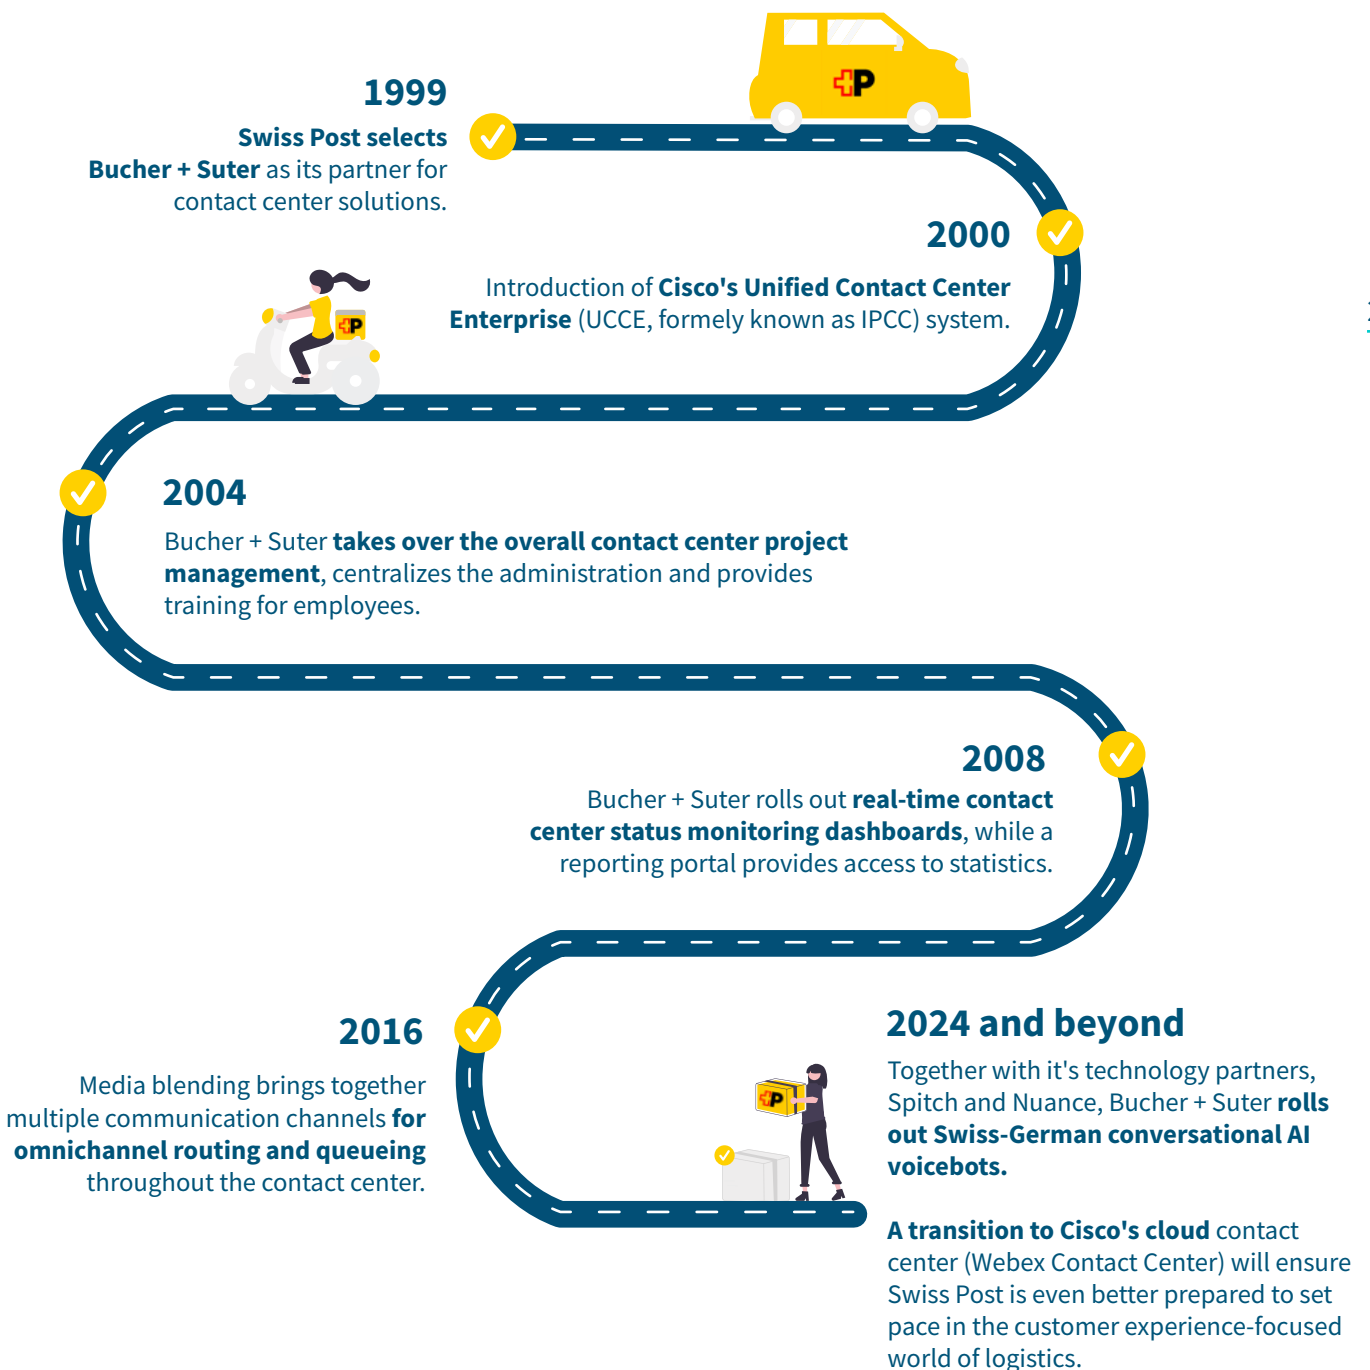 1999
Swiss Post selects
Bucher + Suter as its partner for
contact center solutions.
P
2000
Introduction of Cisco's Unified Contact Center
Enterprise (UCCE, formely known as IPCC) system.
P
2004
Bucher + Suter takes over the overall contact center project
management, centralizes the administration and provides
training for employees.
2008
Bucher + Suter rolls out real-time contact
center status monitoring dashboards, while a
reporting portal provides access to statistics.
2016
Media blending brings together
multiple communication channels for
omnichannel routing and queueing
throughout the contact center.
P
2024 and beyond
Together with it's technology partners,
Spitch and Nuance, Bucher + Suter rolls
out Swiss-German conversational AI
voicebots.
A transition to Cisco's cloud contact
center (Webex Contact Center) will ensure
Swiss Post is even better prepared to set
pace in the customer experience-focused
world of logistics.